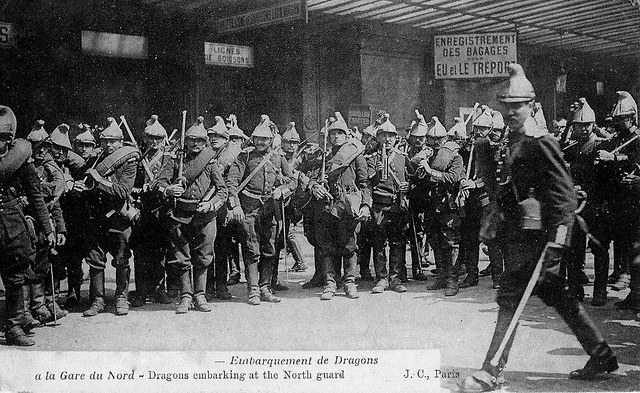 LIGNES
DE SOISSONS
ENREGISTREMENT
DES BAGAGES
POUR
EU et LE TREPORT
— Embarquement de Dragons
a la Gare du Nord - Dragons embarking at the North guard
J.-C., Paris